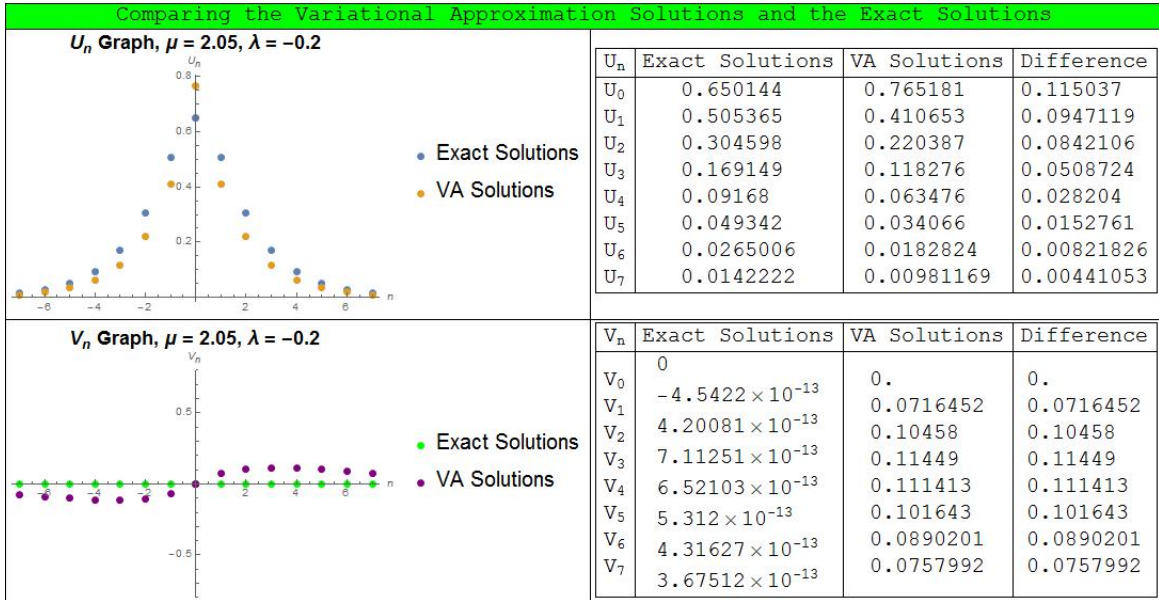 Comparing the Variational Approximation Solutions and the Exact Solutions
Uₙ Graph, μ = 2.05, λ = −0.2
Uₙ
0.8
0.6
0.4
0.2
-6 -4 -2 2 4 6 n
Exact Solutions
VA Solutions
Uₙ Exact Solutions VA Solutions Difference
U₀ 0.650144 0.765181 0.115037
U₁ 0.505365 0.410653 0.0947119
U₂ 0.304598 0.220387 0.0842106
U₃ 0.169149 0.118276 0.0508724
U₄ 0.09168 0.063476 0.028204
U₅ 0.049342 0.034066 0.0152761
U₆ 0.0265006 0.0182824 0.00821826
U₇ 0.0142222 0.00981169 0.00441053
Vₙ Graph, μ = 2.05, λ = −0.2
Vₙ
0.5
-6 -4 -2 2 4 6 n
-0.5
Exact Solutions
VA Solutions
Vₙ Exact Solutions VA Solutions Difference
V₀ 0 0. 0.
V₁ -4.5422×10⁻¹³ 0.0716452 0.0716452
V₂ 4.20081×10⁻¹³ 0.10458 0.10458
V₃ 7.11251×10⁻¹³ 0.11449 0.11449
V₄ 6.52103×10⁻¹³ 0.111413 0.111413
V₅ 5.312×10⁻¹³ 0.101643 0.101643
V₆ 4.31627×10⁻¹³ 0.0890201 0.0890201
V₇ 3.67512×10⁻¹³ 0.0757992 0.0757992